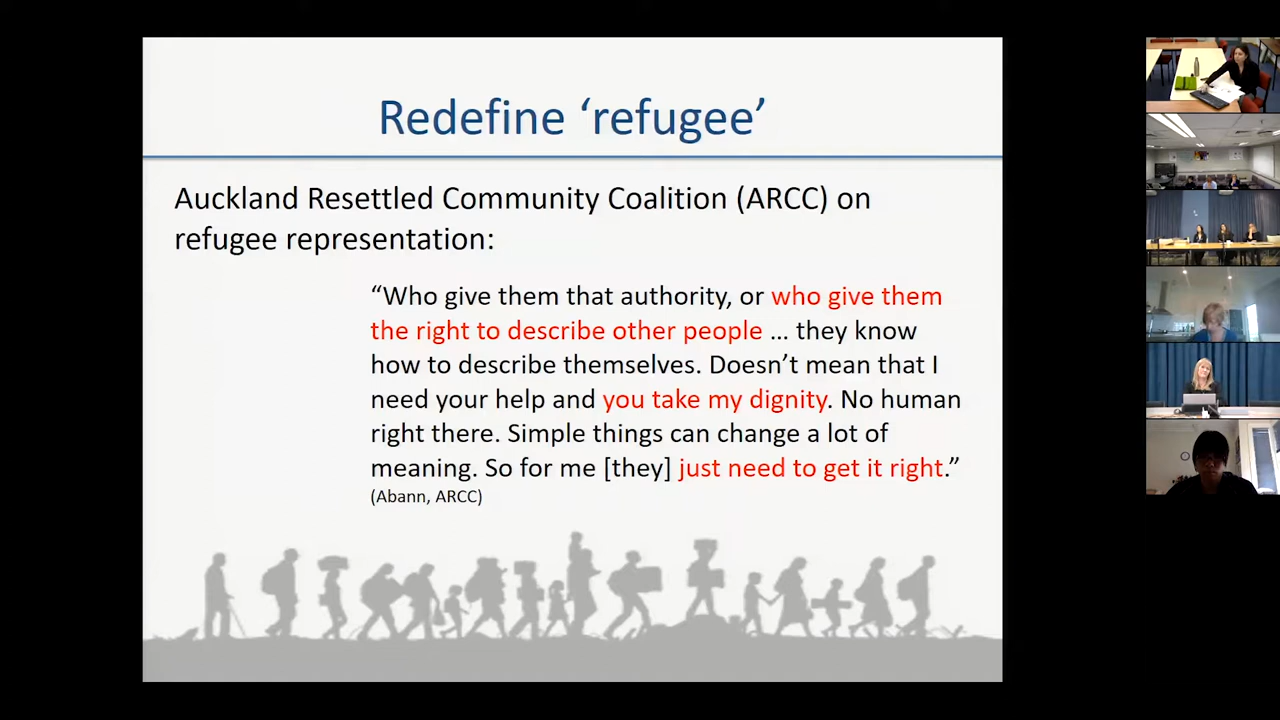 Redefine ‘refugee’
Auckland Resettled Community Coalition (ARCC) on
refugee representation:
“Who give them that authority, or who give them
the right to describe other people … they know
how to describe themselves. Doesn’t mean that I
need your help and you take my dignity. No human
right there. Simple things can change a lot of
meaning. So for me [they] just need to get it right.”
(Abann, ARCC)